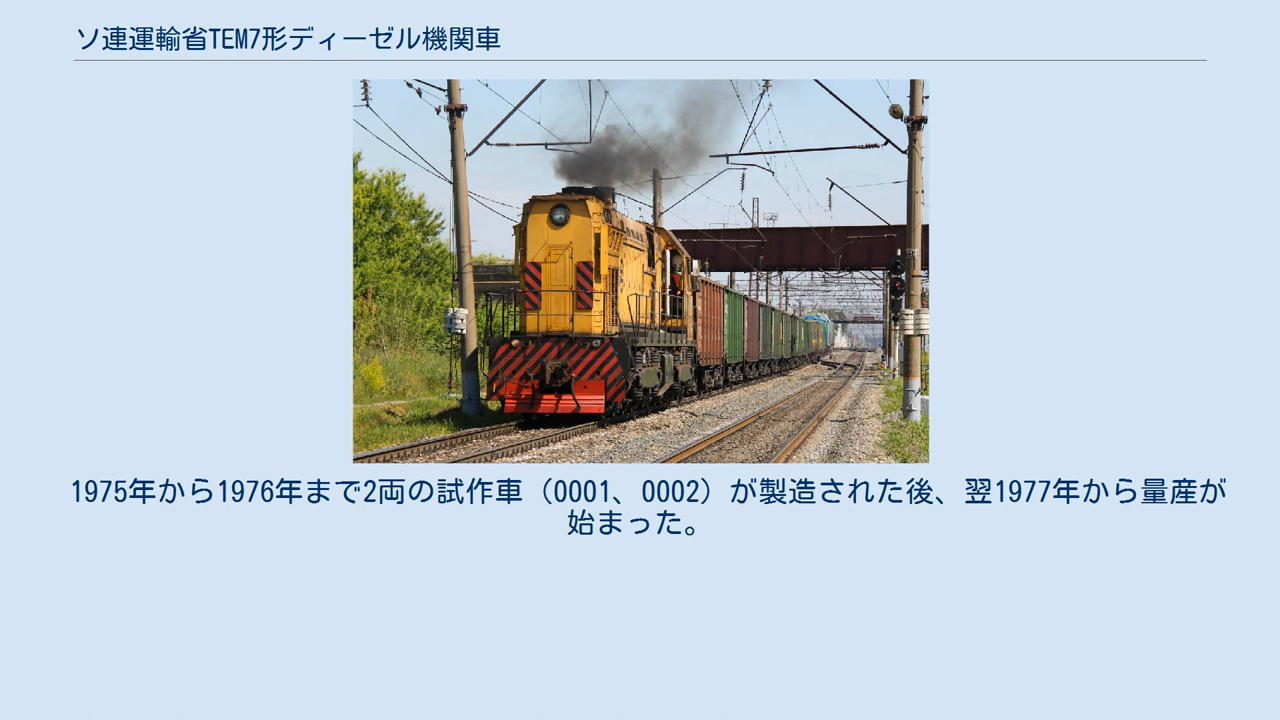 ソ連運輸省TEM7形ディーゼル機関車
1975年から1976年まで2両の試作車（0001、0002）が製造された後、翌1977年から量産が
始まった。